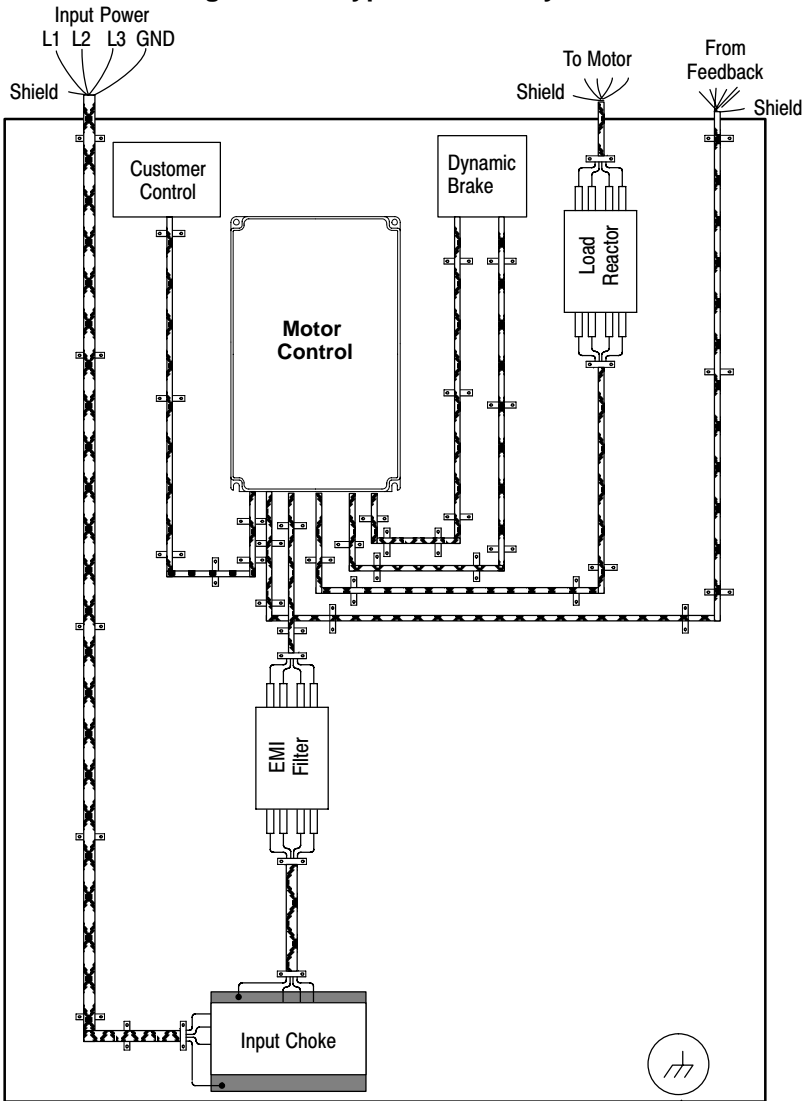 Input Power
L1 L2 L3 GND
Shield
To Motor
Shield
From
Feedback
Shield
Customer
Control
Dynamic
Brake
Load
Reactor
Motor
Control
EMI
Filter
Input Choke